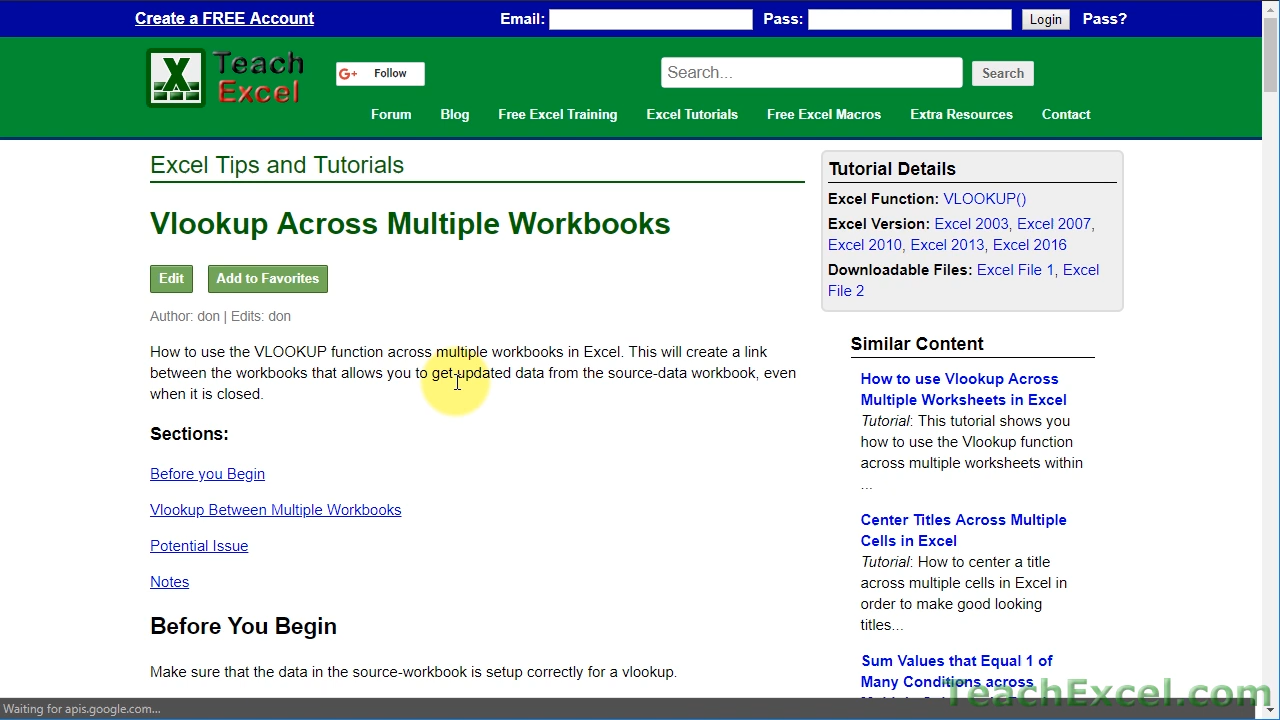 Create a FREE Account
Email:
Pass:
Login
Pass?
Teach
Excel
G+ Follow
Search...
Search
Forum
Blog
Free Excel Training
Excel Tutorials
Free Excel Macros
Extra Resources
Contact
Excel Tips and Tutorials
Vlookup Across Multiple Workbooks
Edit
Add to Favorites
Author: don | Edits: don
How to use the VLOOKUP function across multiple workbooks in Excel. This will create a link
between the workbooks that allows you to get updated data from the source-data workbook, even
when it is closed.
Sections:
Before you Begin
Vlookup Between Multiple Workbooks
Potential Issue
Notes
Before You Begin
Make sure that the data in the source-workbook is setup correctly for a vlookup.
Tutorial Details
Excel Function: VLOOKUP()
Excel Version: Excel 2003, Excel 2007,
Excel 2010, Excel 2013, Excel 2016
Downloadable Files: Excel File 1, Excel
File 2
Similar Content
How to use Vlookup Across
Multiple Worksheets in Excel
Tutorial: This tutorial shows you
how to use the Vlookup function
across multiple worksheets within
...
Center Titles Across Multiple
Cells in Excel
Tutorial: How to center a title
across multiple cells in Excel in
order to make good looking
titles...
Sum Values that Equal 1 of
Many Conditions across
TeachExcel.com
Waiting for apis.google.com...